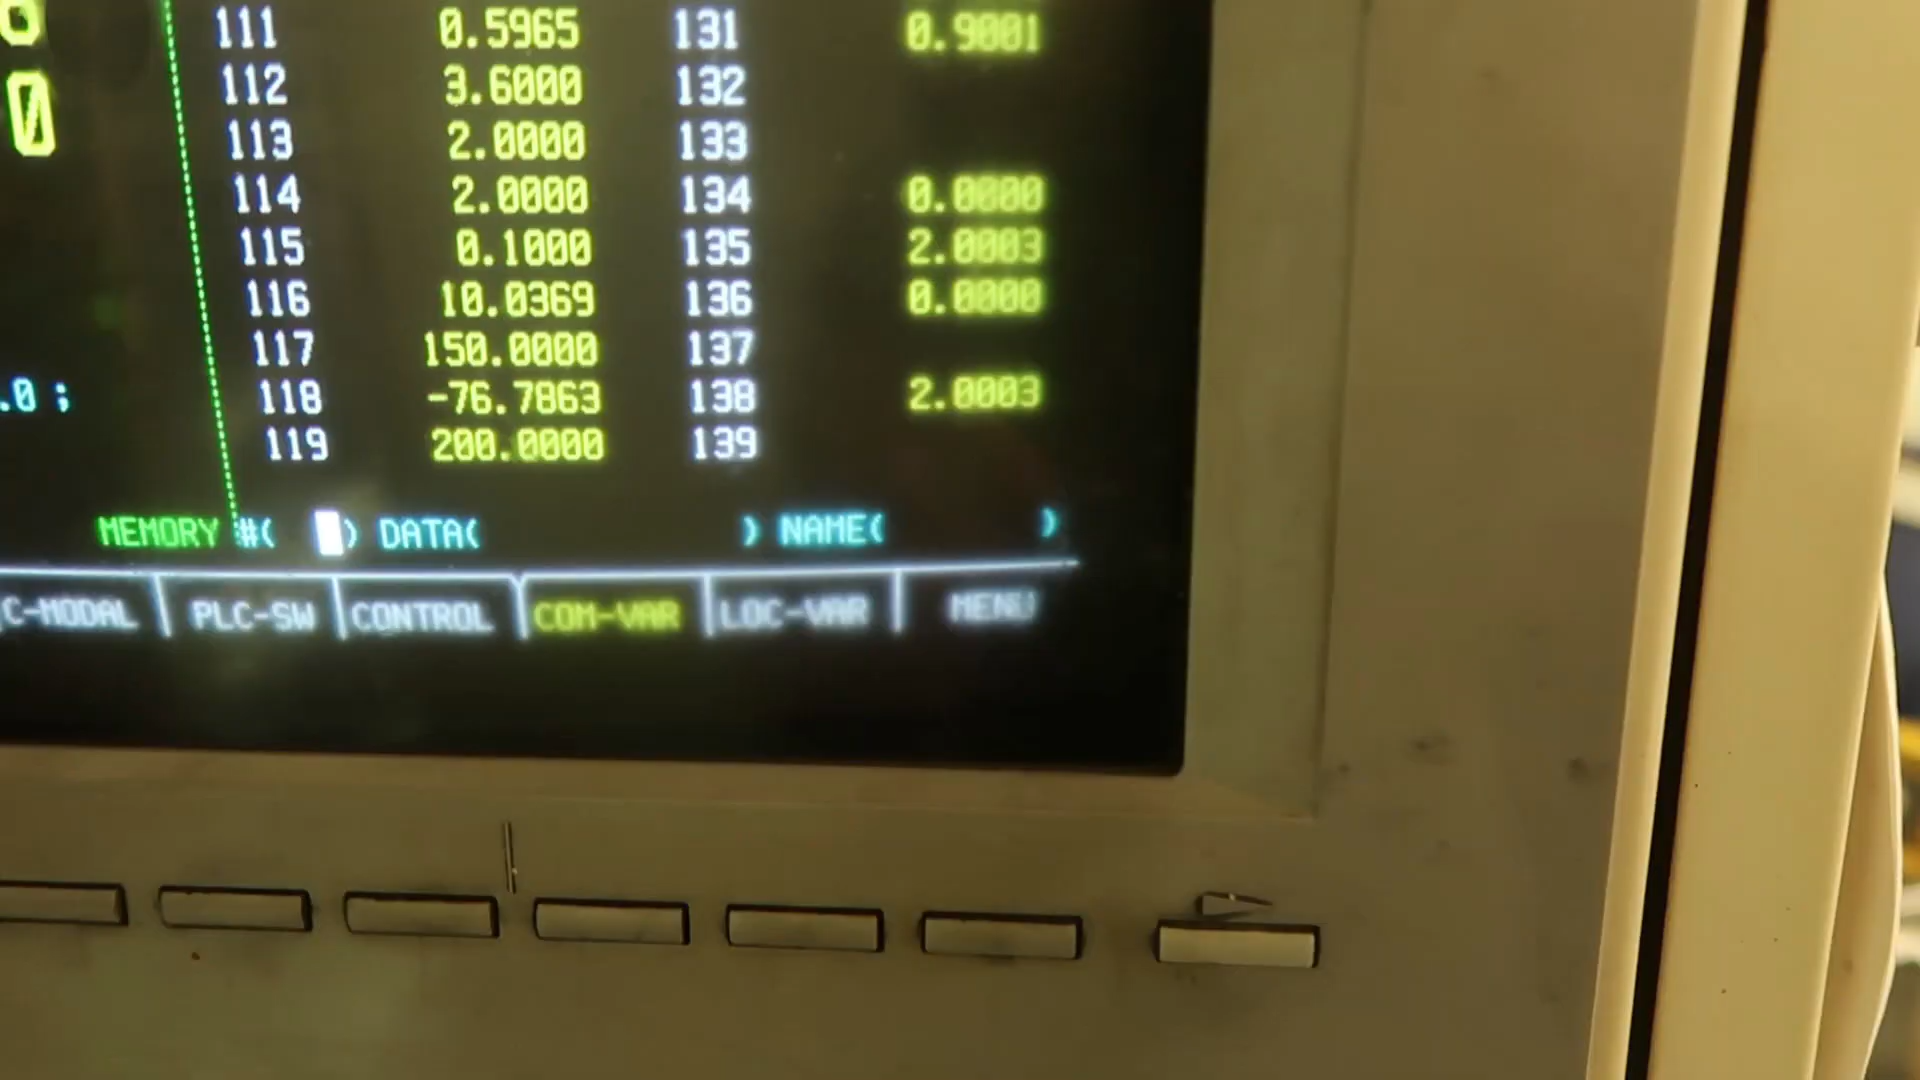 0
111 0.5965 131 0.9001
112 3.6000 132
113 2.0000 133
114 2.0000 134 0.0000
115 0.1000 135 2.0003
116 10.0369 136 0.0000
117 150.0000 137
118 -76.7863 138 2.0003
.0 ;
119 200.0000 139
MEMORY #( ) DATA( ) NAME( )
C-MODAL PLC-SW CONTROL COM-VAR LOC-VAR MENU